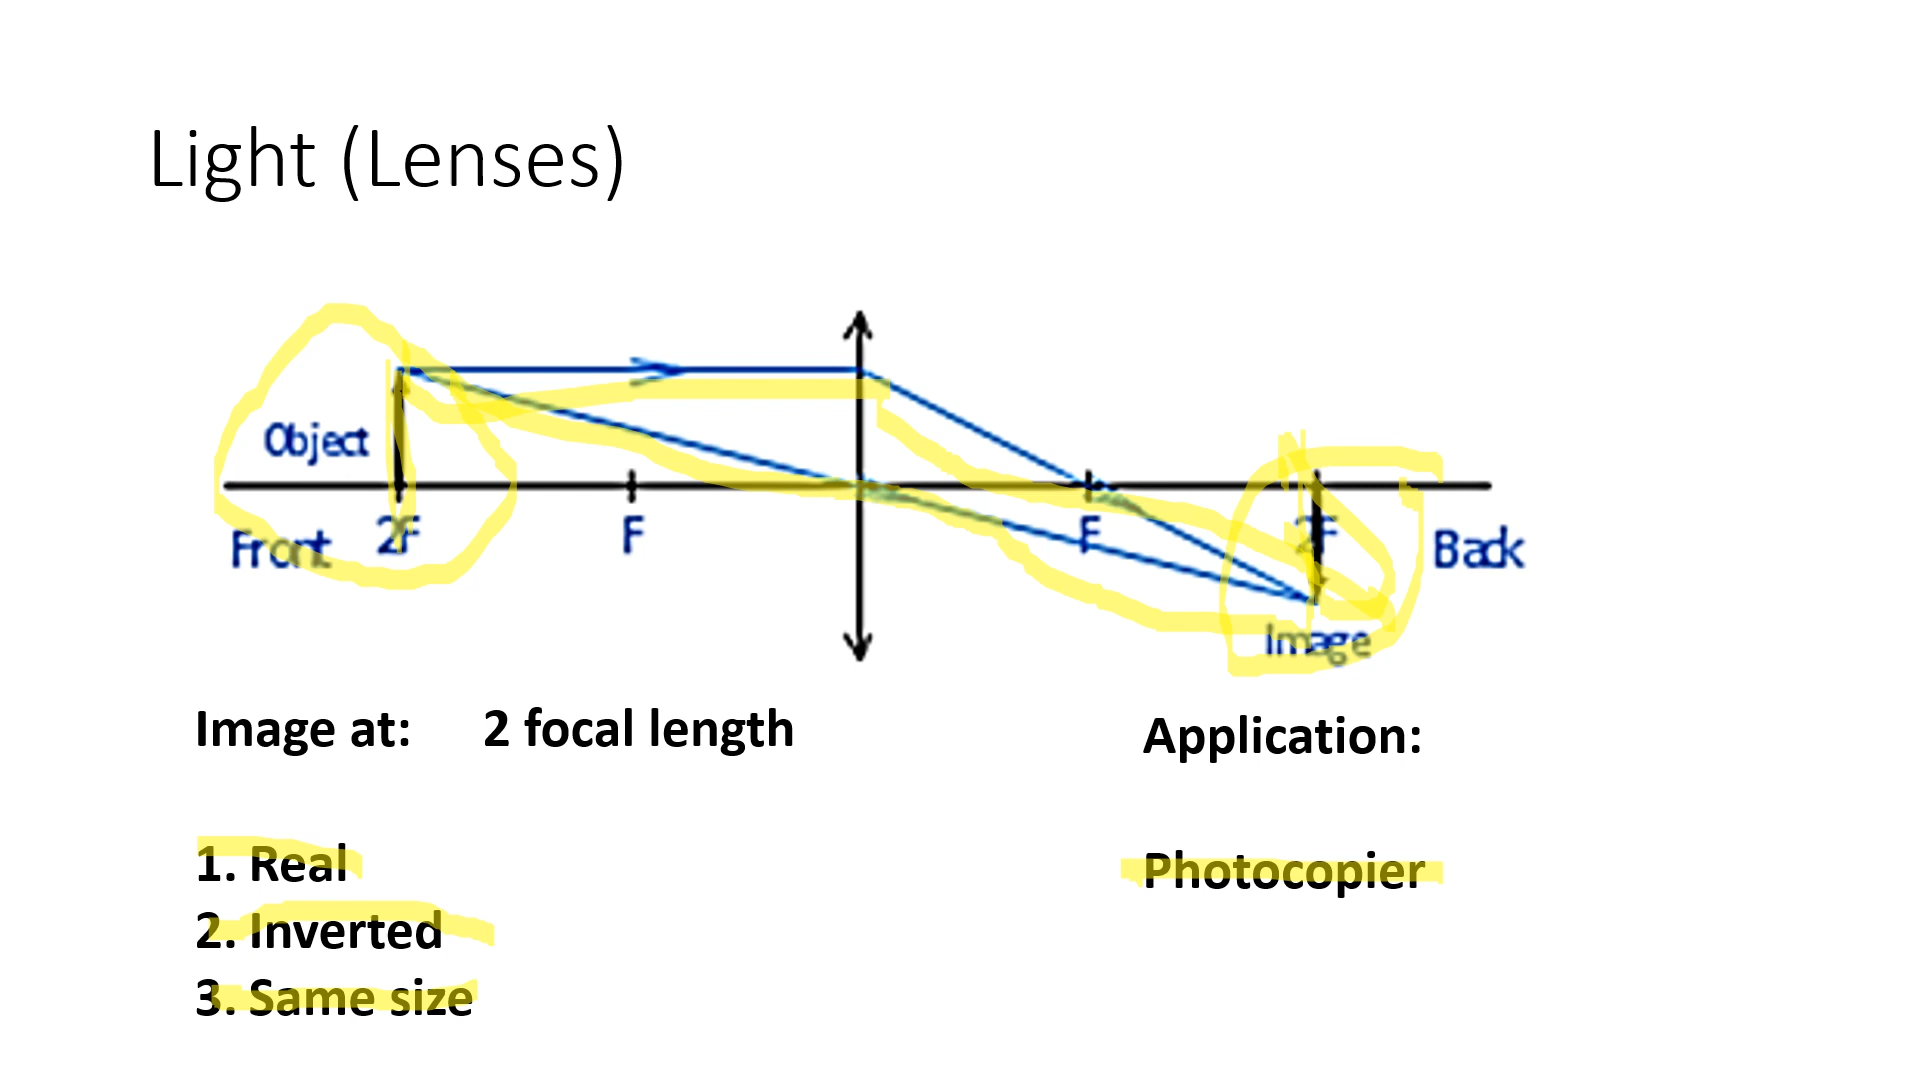 Light (Lenses)
Object
Front
2F
F
F
2F
Back
Image
Image at: 2 focal length
Application:
1. Real
Photocopier
2. Inverted
3. Same size